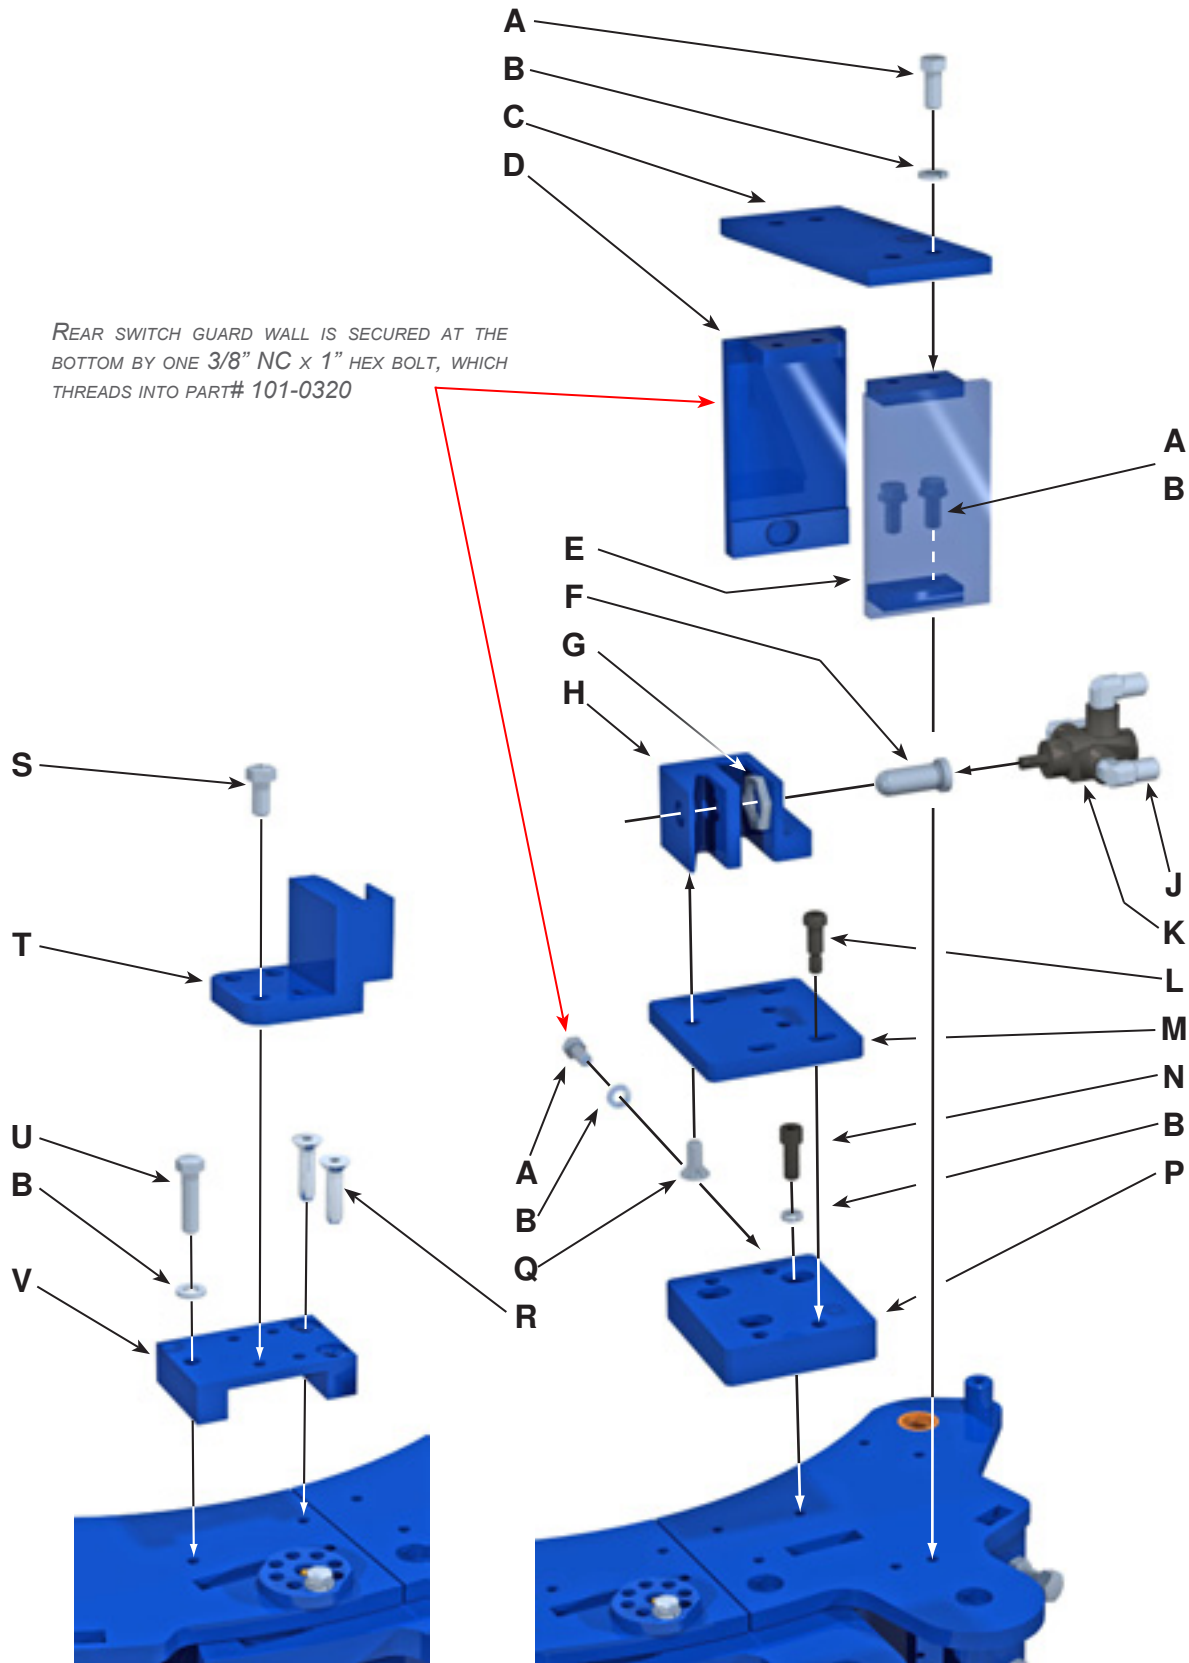 A
B
C
D
REAR SWITCH GUARD WALL IS SECURED AT THE
BOTTOM BY ONE 3/8” NC X 1” HEX BOLT, WHICH
THREADS INTO PART# 101-0320
A
B
E
F
G
H
S
J
K
T
L
M
N
U
B
A
B
B
P
V
Q
R